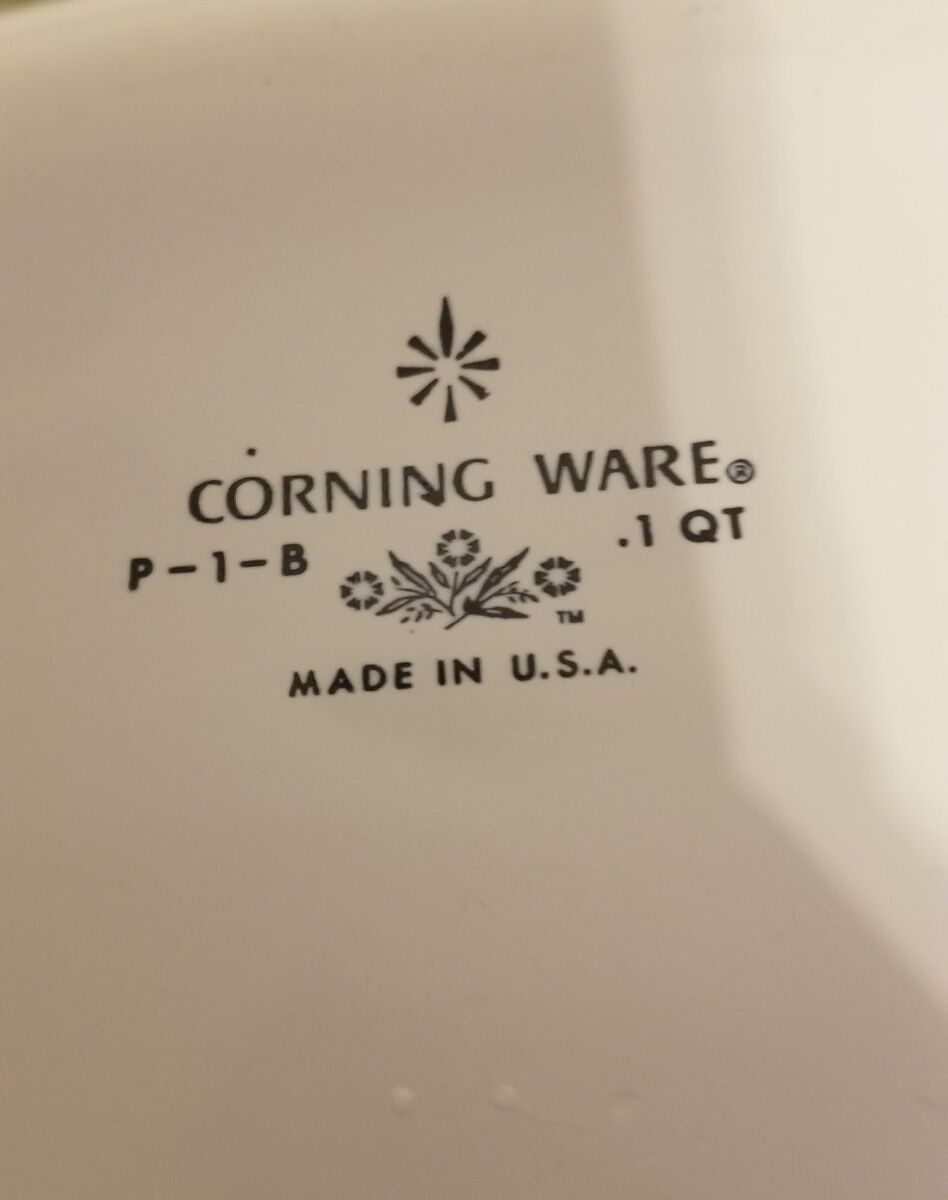 CORNING WARE®
P-1-B .1 QT
TM
MADE IN U.S.A.